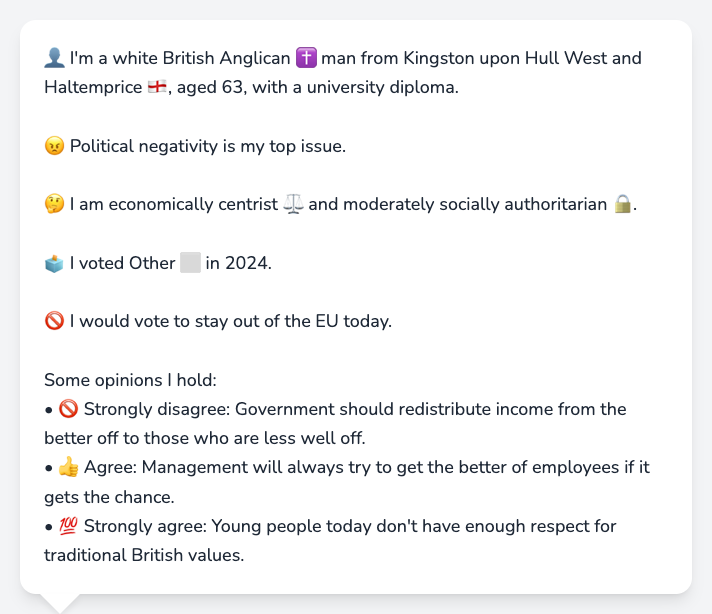 👤 I'm a white British Anglican ✝️ man from Kingston upon Hull West and
Haltemprice 🏴󠁧󠁢󠁥󠁮󠁧󠁿, aged 63, with a university diploma.
😠 Political negativity is my top issue.
🤔 I am economically centrist ⚖️ and moderately socially authoritarian 🔒.
🗳️ I voted Other ⬜ in 2024.
🚫 I would vote to stay out of the EU today.
Some opinions I hold:
• 🚫 Strongly disagree: Government should redistribute income from the
better off to those who are less well off.
• 👍 Agree: Management will always try to get the better of employees if it
gets the chance.
• 💯 Strongly agree: Young people today don't have enough respect for
traditional British values.